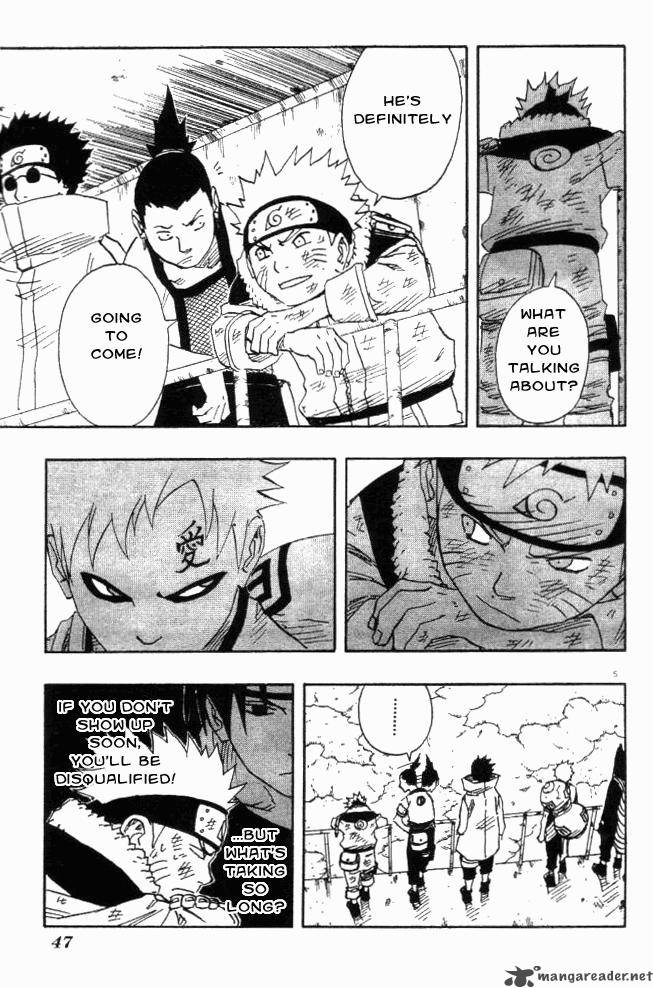 WHAT
ARE
YOU
TALKING
ABOUT?
HE'S
DEFINITELY
GOING
TO
COME!
愛
5
.........
IF YOU DON'T
SHOW UP
SOON,
YOU'LL BE
DISQUALIFIED!
...BUT
WHAT'S
TAKING
SO
LONG?
47
mangareader.net